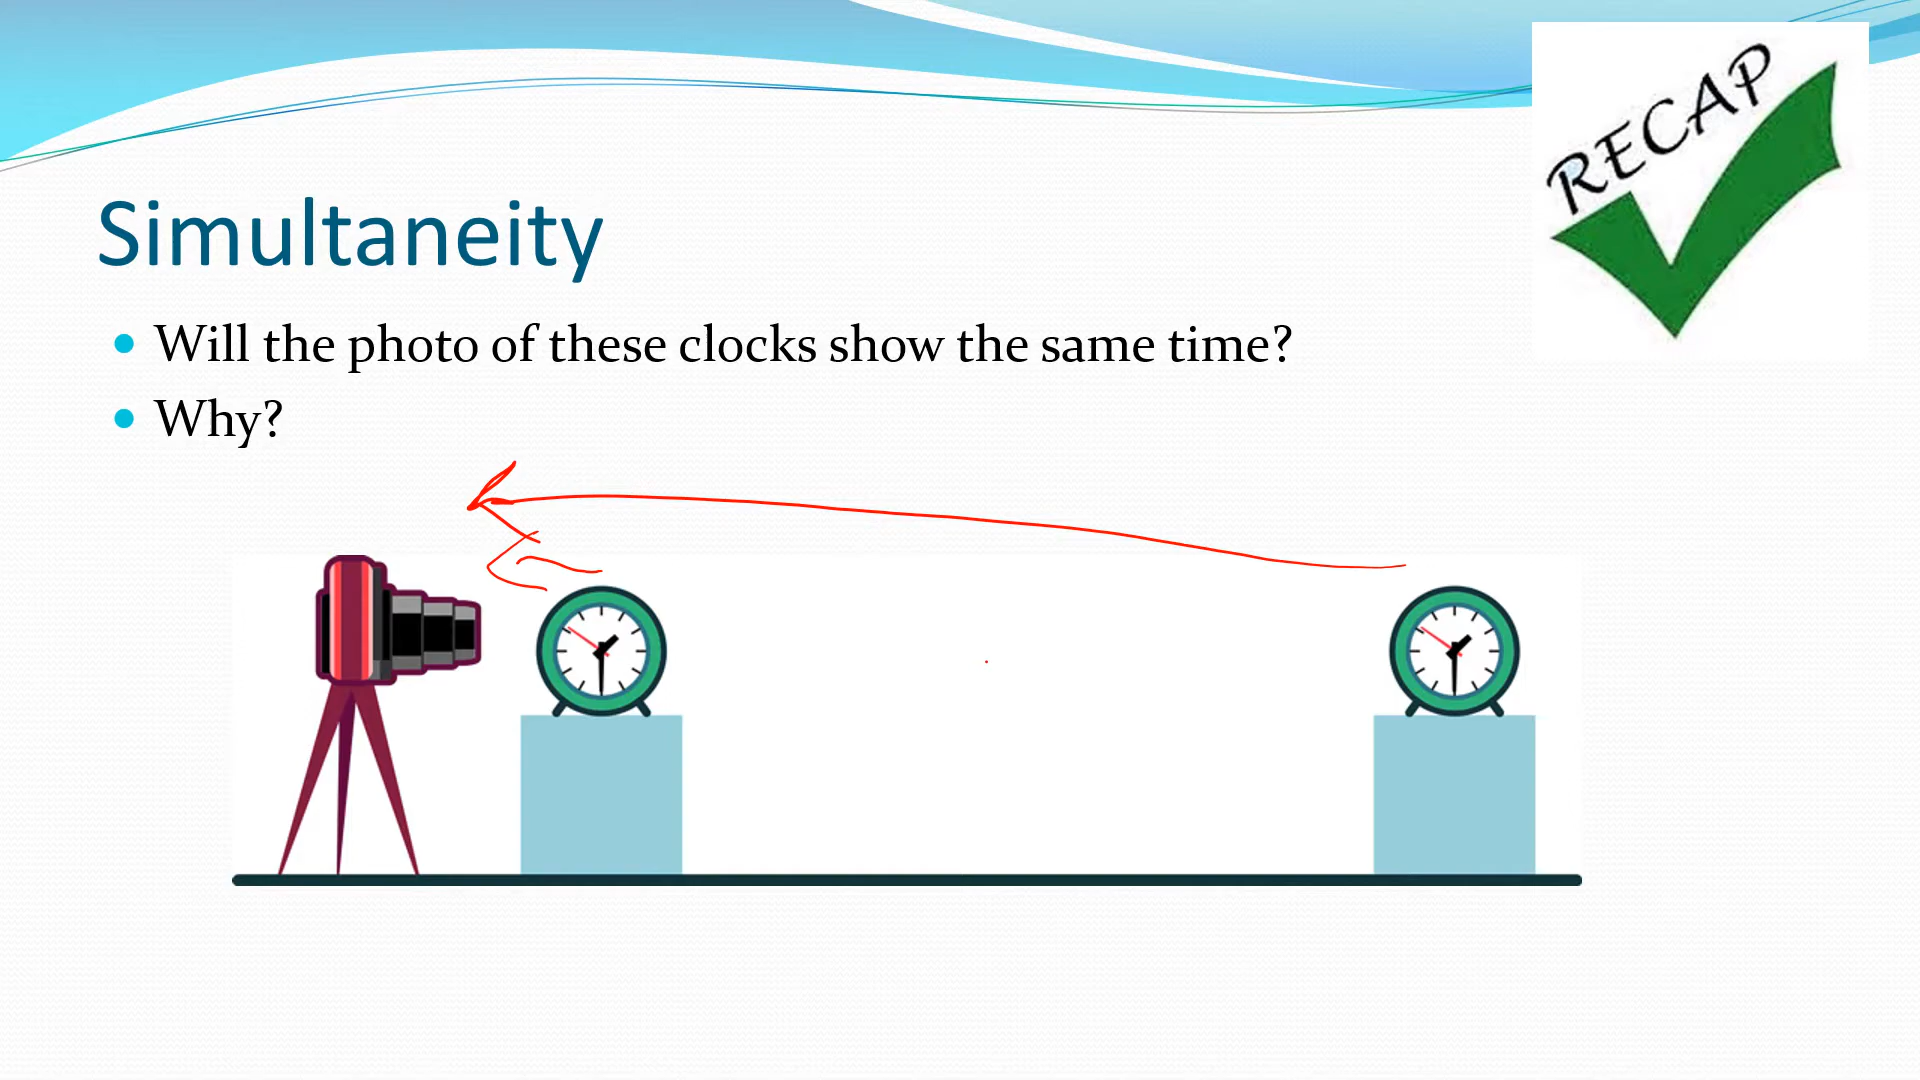 RECAP
Simultaneity
Will the photo of these clocks show the same time?
Why?